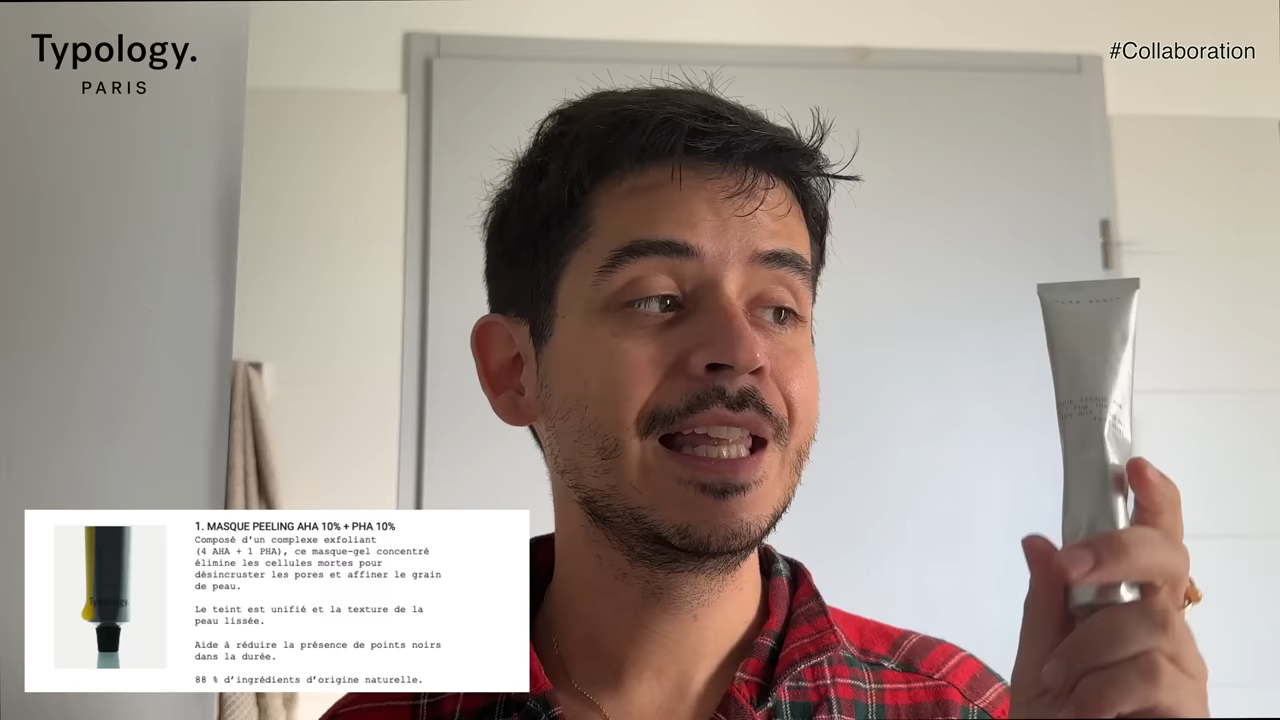 Typology.
PARIS
#Collaboration
1. MASQUE PEELING AHA 10% + PHA 10%
Composé d'un complexe exfoliant
(4 AHA + 1 PHA), ce masque-gel concentré
élimine les cellules mortes pour
désincruster les pores et affiner le grain
de peau.
Le teint est unifié et la texture de la
peau lissée.
Aide à réduire la présence de points noirs
dans la durée.
88 % d’ingrédients d’origine naturelle.
Typology.